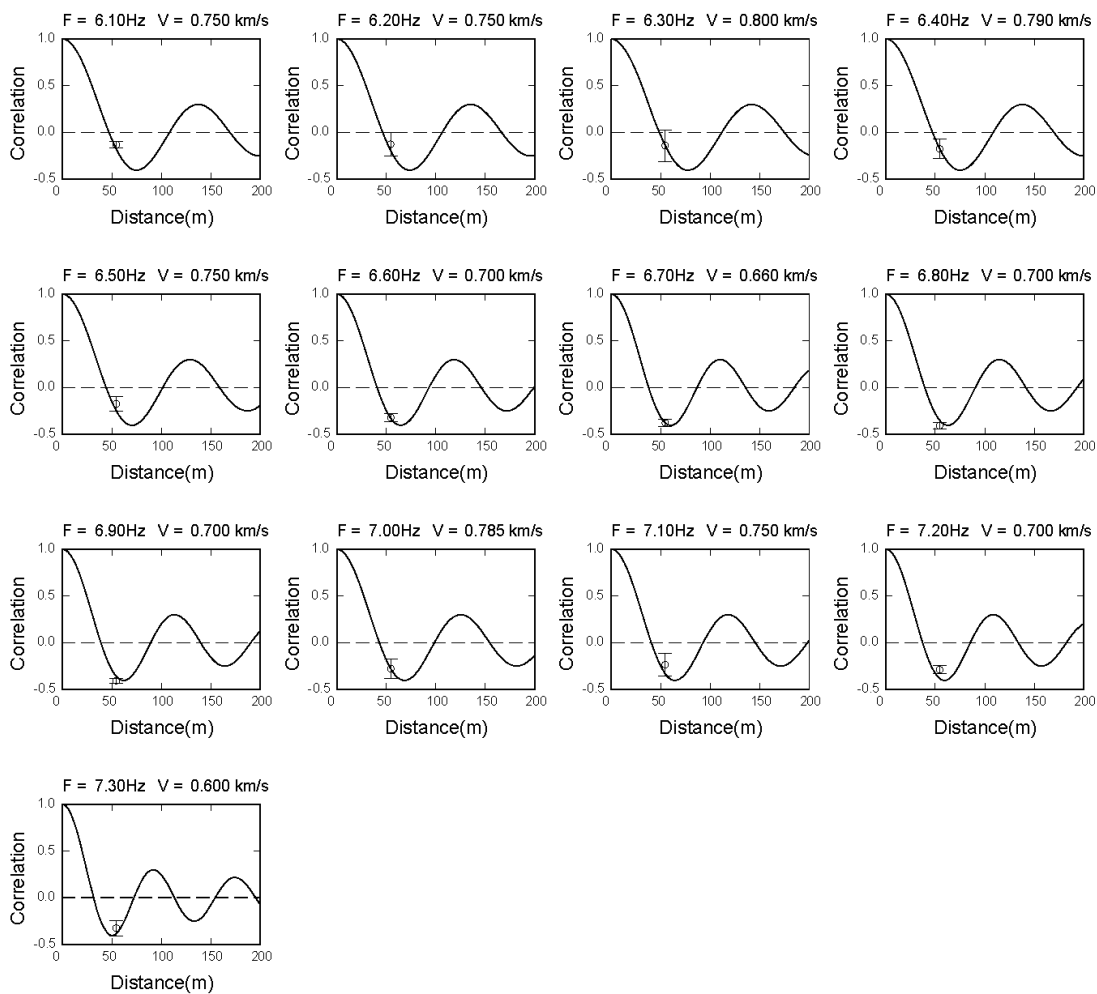 F = 6.10Hz V = 0.750 km/s
1.0
0.5
0.0
-0.5
Correlation
0 50 100 150 200
Distance(m)
F = 6.20Hz V = 0.750 km/s
1.0
0.5
0.0
-0.5
Correlation
0 50 100 150 200
Distance(m)
F = 6.30Hz V = 0.800 km/s
1.0
0.5
0.0
-0.5
Correlation
0 50 100 150 200
Distance(m)
F = 6.40Hz V = 0.790 km/s
1.0
0.5
0.0
-0.5
Correlation
0 50 100 150 200
Distance(m)
F = 6.50Hz V = 0.750 km/s
1.0
0.5
0.0
-0.5
Correlation
0 50 100 150 200
Distance(m)
F = 6.60Hz V = 0.700 km/s
1.0
0.5
0.0
-0.5
Correlation
0 50 100 150 200
Distance(m)
F = 6.70Hz V = 0.660 km/s
1.0
0.5
0.0
-0.5
Correlation
0 50 100 150 200
Distance(m)
F = 6.80Hz V = 0.700 km/s
1.0
0.5
0.0
-0.5
Correlation
0 50 100 150 200
Distance(m)
F = 6.90Hz V = 0.700 km/s
1.0
0.5
0.0
-0.5
Correlation
0 50 100 150 200
Distance(m)
F = 7.00Hz V = 0.785 km/s
1.0
0.5
0.0
-0.5
Correlation
0 50 100 150 200
Distance(m)
F = 7.10Hz V = 0.750 km/s
1.0
0.5
0.0
-0.5
Correlation
0 50 100 150 200
Distance(m)
F = 7.20Hz V = 0.700 km/s
1.0
0.5
0.0
-0.5
Correlation
0 50 100 150 200
Distance(m)
F = 7.30Hz V = 0.600 km/s
1.0
0.5
0.0
-0.5
Correlation
0 50 100 150 200
Distance(m)